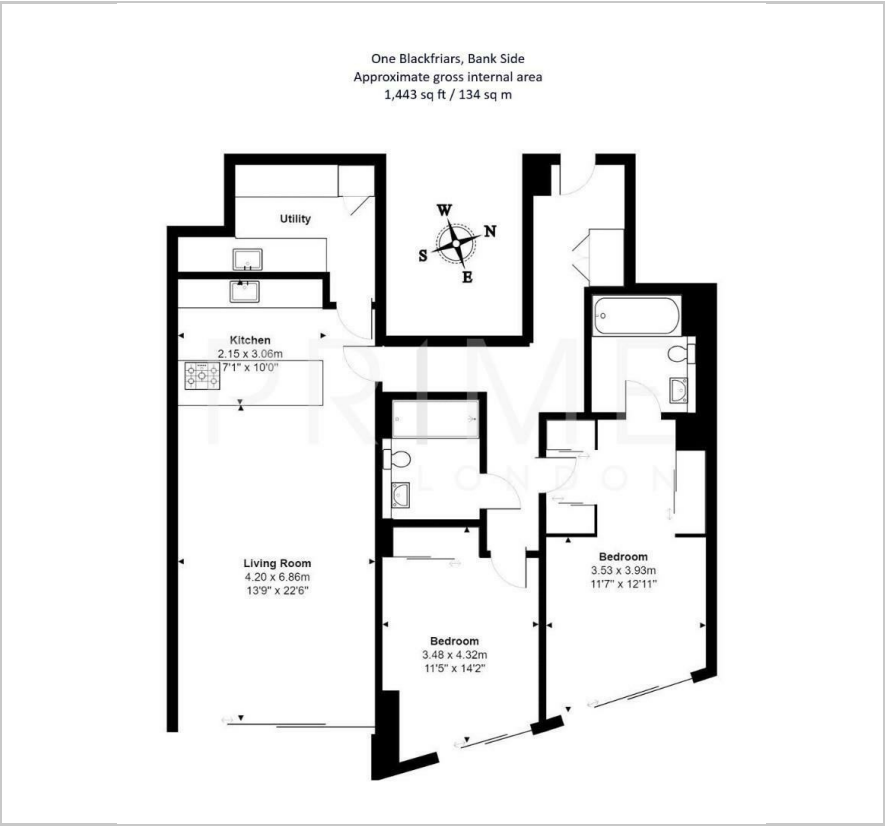 One Blackfriars, Bank Side
Approximate gross internal area
1,443 sq ft / 134 sq m
W
N
S
E
Utility
Kitchen
2.15 x 3.06m
7'1" x 10'0"
PRIME
LONDON
Living Room
4.20 x 6.86m
13'9" x 22'6"
Bedroom
3.48 x 4.32m
11'5" x 14'2"
Bedroom
3.53 x 3.93m
11'7" x 12'11"